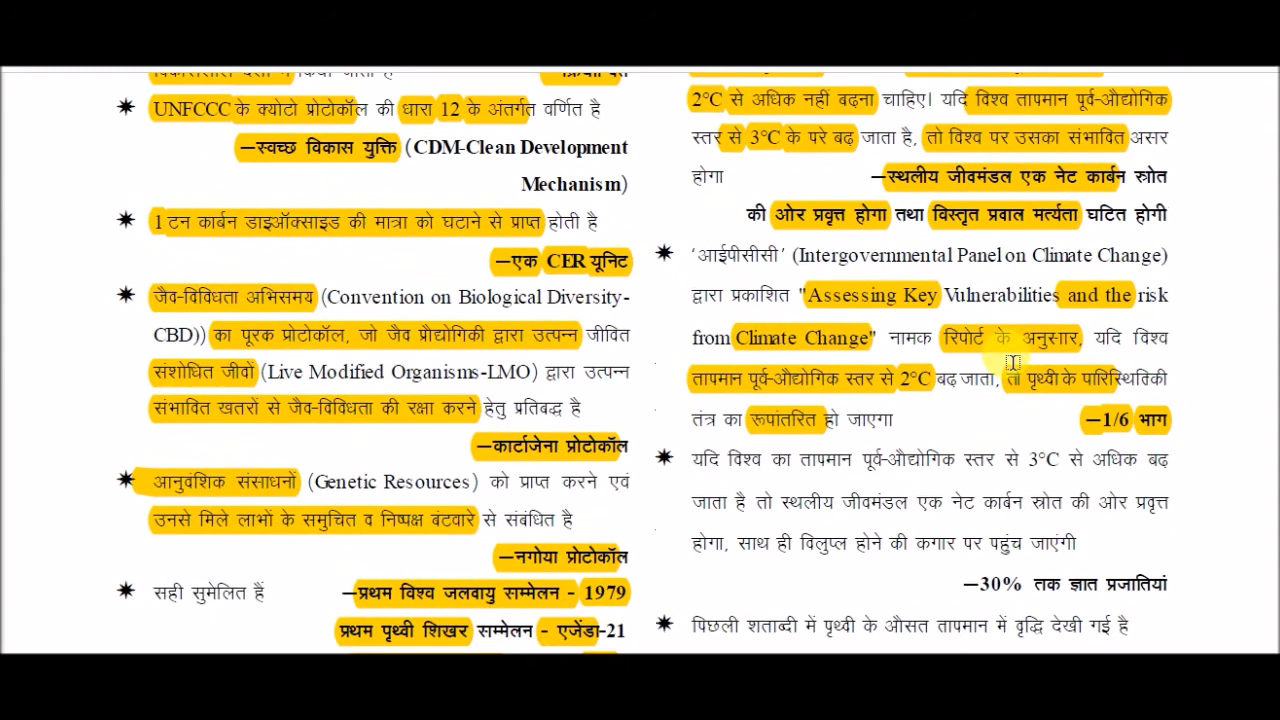 UNFCCC के क्योटो प्रोटोकॉल की धारा 12 के अंतर्गत वर्णित है
–स्वच्छ विकास युक्ति (CDM-Clean Development
Mechanism)
1 टन कार्बन डाइऑक्साइड की मात्रा को घटाने से प्राप्त होती है
–एक CER यूनिट
जैव-विविधता अभिसमय (Convention on Biological Diversity-
CBD)) का पूरक प्रोटोकॉल, जो जैव प्रौद्योगिकी द्वारा उत्पन्न जीवित
संशोधित जीवों (Live Modified Organisms-LMO) द्वारा उत्पन्न
संभावित खतरों से जैव-विविधता की रक्षा करने हेतु प्रतिबद्ध है
–कार्टाजेना प्रोटोकॉल
आनुवंशिक संसाधनों (Genetic Resources) को प्राप्त करने एवं
उनसे मिले लाभों के समुचित व निष्पक्ष बंटवारे से संबंधित है
–नगोया प्रोटोकॉल
सही सुमेलित हैं –प्रथम विश्व जलवायु सम्मेलन - 1979
प्रथम पृथ्वी शिखर सम्मेलन - एजेंडा-21
2°C से अधिक नहीं बढ़ना चाहिए। यदि विश्व तापमान पूर्व-औद्योगिक
स्तर से 3°C के परे बढ़ जाता है, तो विश्व पर उसका संभावित असर
होगा –स्थलीय जीवमंडल एक नेट कार्बन स्रोत
की ओर प्रवृत्त होगा तथा विस्तृत प्रवाल मर्त्यता घटित होगी
'आईपीसीसी' (Intergovernmental Panel on Climate Change)
द्वारा प्रकाशित "Assessing Key Vulnerabilities and the risk
from Climate Change" नामक रिपोर्ट के अनुसार, यदि विश्व
तापमान पूर्व-औद्योगिक स्तर से 2°C बढ़ जाता, तो पृथ्वी के पारिस्थितिकी
तंत्र का रूपांतरित हो जाएगा –1/6 भाग
यदि विश्व का तापमान पूर्व-औद्योगिक स्तर से 3°C से अधिक बढ़
जाता है तो स्थलीय जीवमंडल एक नेट कार्बन स्रोत की ओर प्रवृत्त
होगा, साथ ही विलुप्त होने की कगार पर पहुंच जाएंगी
–30% तक ज्ञात प्रजातियां
पिछली शताब्दी में पृथ्वी के औसत तापमान में वृद्धि देखी गई है